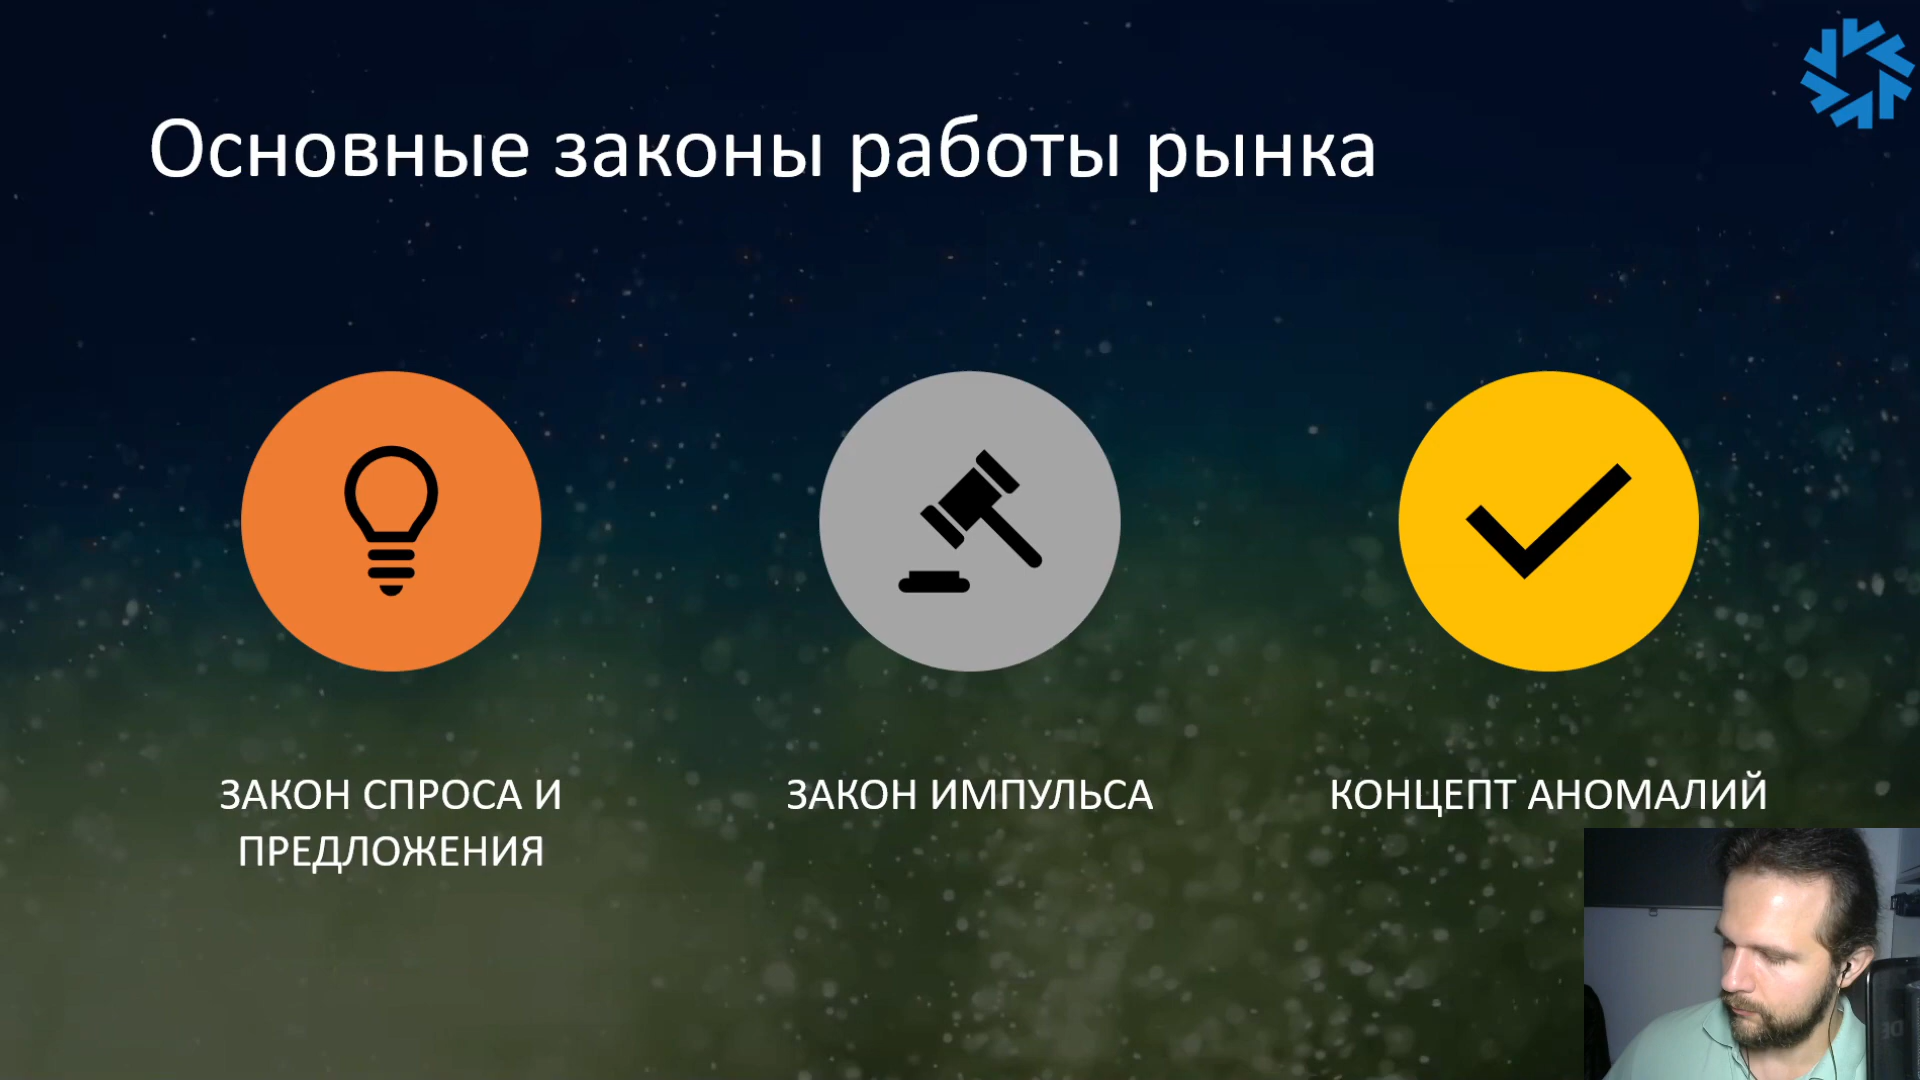 Основные законы работы рынка
ЗАКОН СПРОСА И
ПРЕДЛОЖЕНИЯ
ЗАКОН ИМПУЛЬСА
КОНЦЕПТ АНОМАЛИЙ